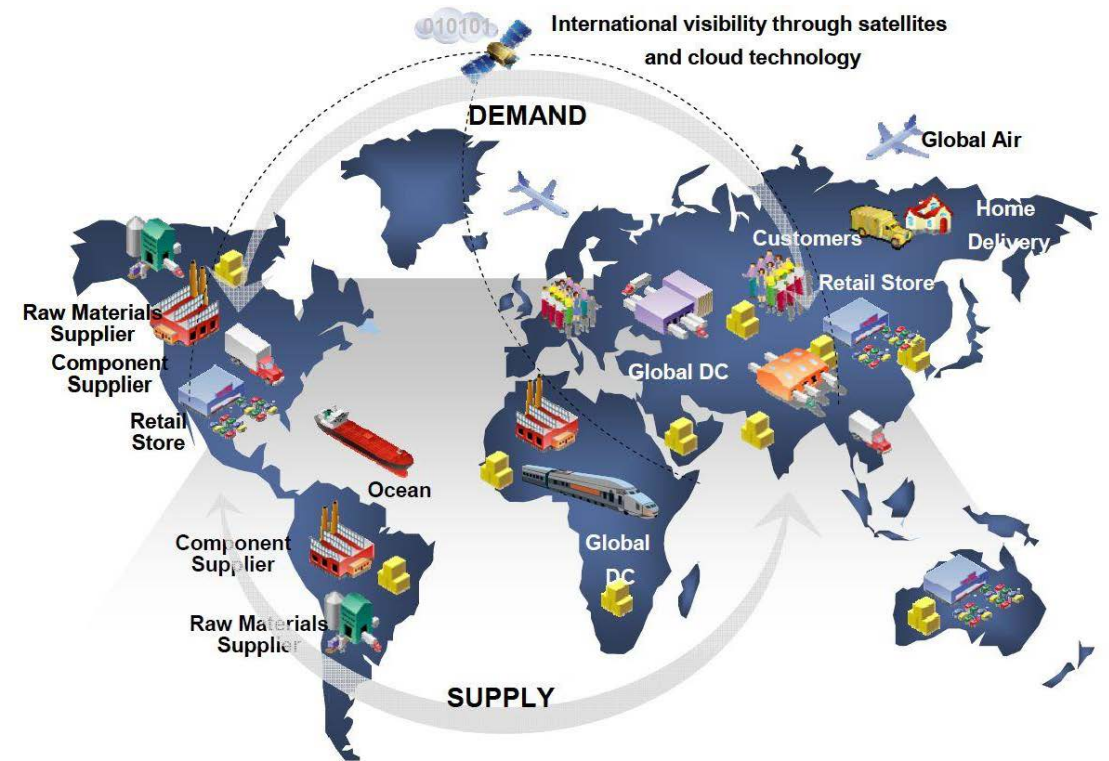 010101
International visibility through satellites
and cloud technology
DEMAND
Global Air
Home
Delivery
Customers
Retail Store
Raw Materials
Supplier
Component
Supplier
Global DC
Retail
Store
Ocean
Component
Supplier
Global
DC
Raw Materials
Supplier
SUPPLY